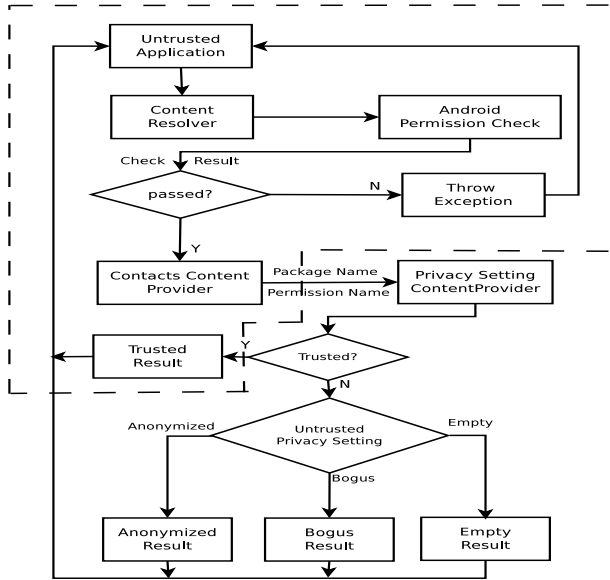 Untrusted
Application
Content
Resolver
Android
Permission Check
Check Result
passed?
N
Throw
Exception
Y
Contacts Content
Provider
Package Name
Permission Name
Privacy Setting
ContentProvider
Trusted
Result
Y
Trusted?
N
Anonymized
Untrusted
Privacy Setting
Empty
Bogus
Anonymized
Result
Bogus
Result
Empty
Result